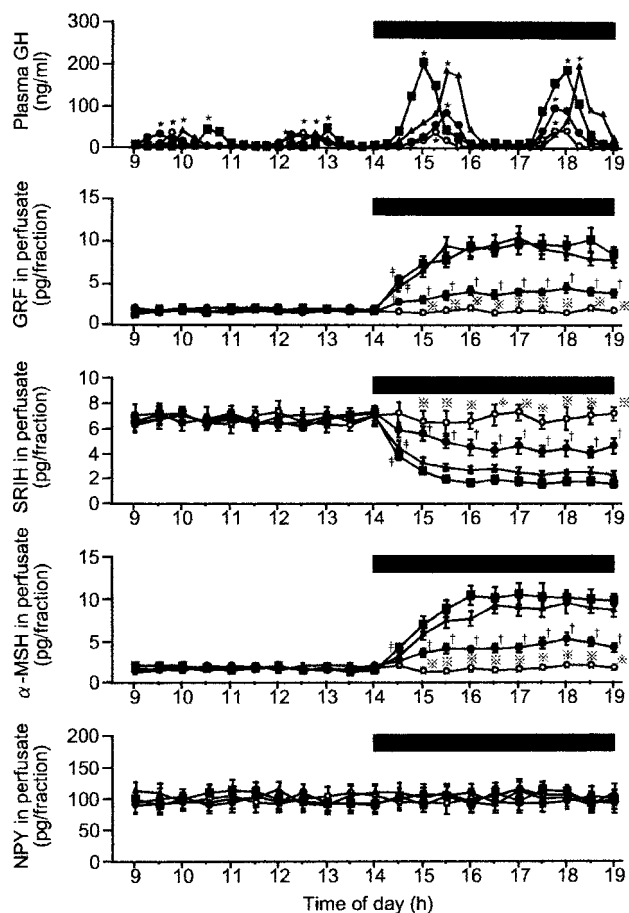 Plasma GH
(ng/ml)
300
200
100
0
9 10 11 12 13 14 15 16 17 18 19
GRF in perfusate
(pg/fraction)
15
10
5
0
9 10 11 12 13 14 15 16 17 18 19
SRIH in perfusate
(pg/fraction)
10
8
6
4
2
0
9 10 11 12 13 14 15 16 17 18 19
α-MSH in perfusate
(pg/fraction)
15
10
5
0
9 10 11 12 13 14 15 16 17 18 19
NPY in perfusate
(pg/fraction)
200
150
100
50
0
9 10 11 12 13 14 15 16 17 18 19
Time of day (h)